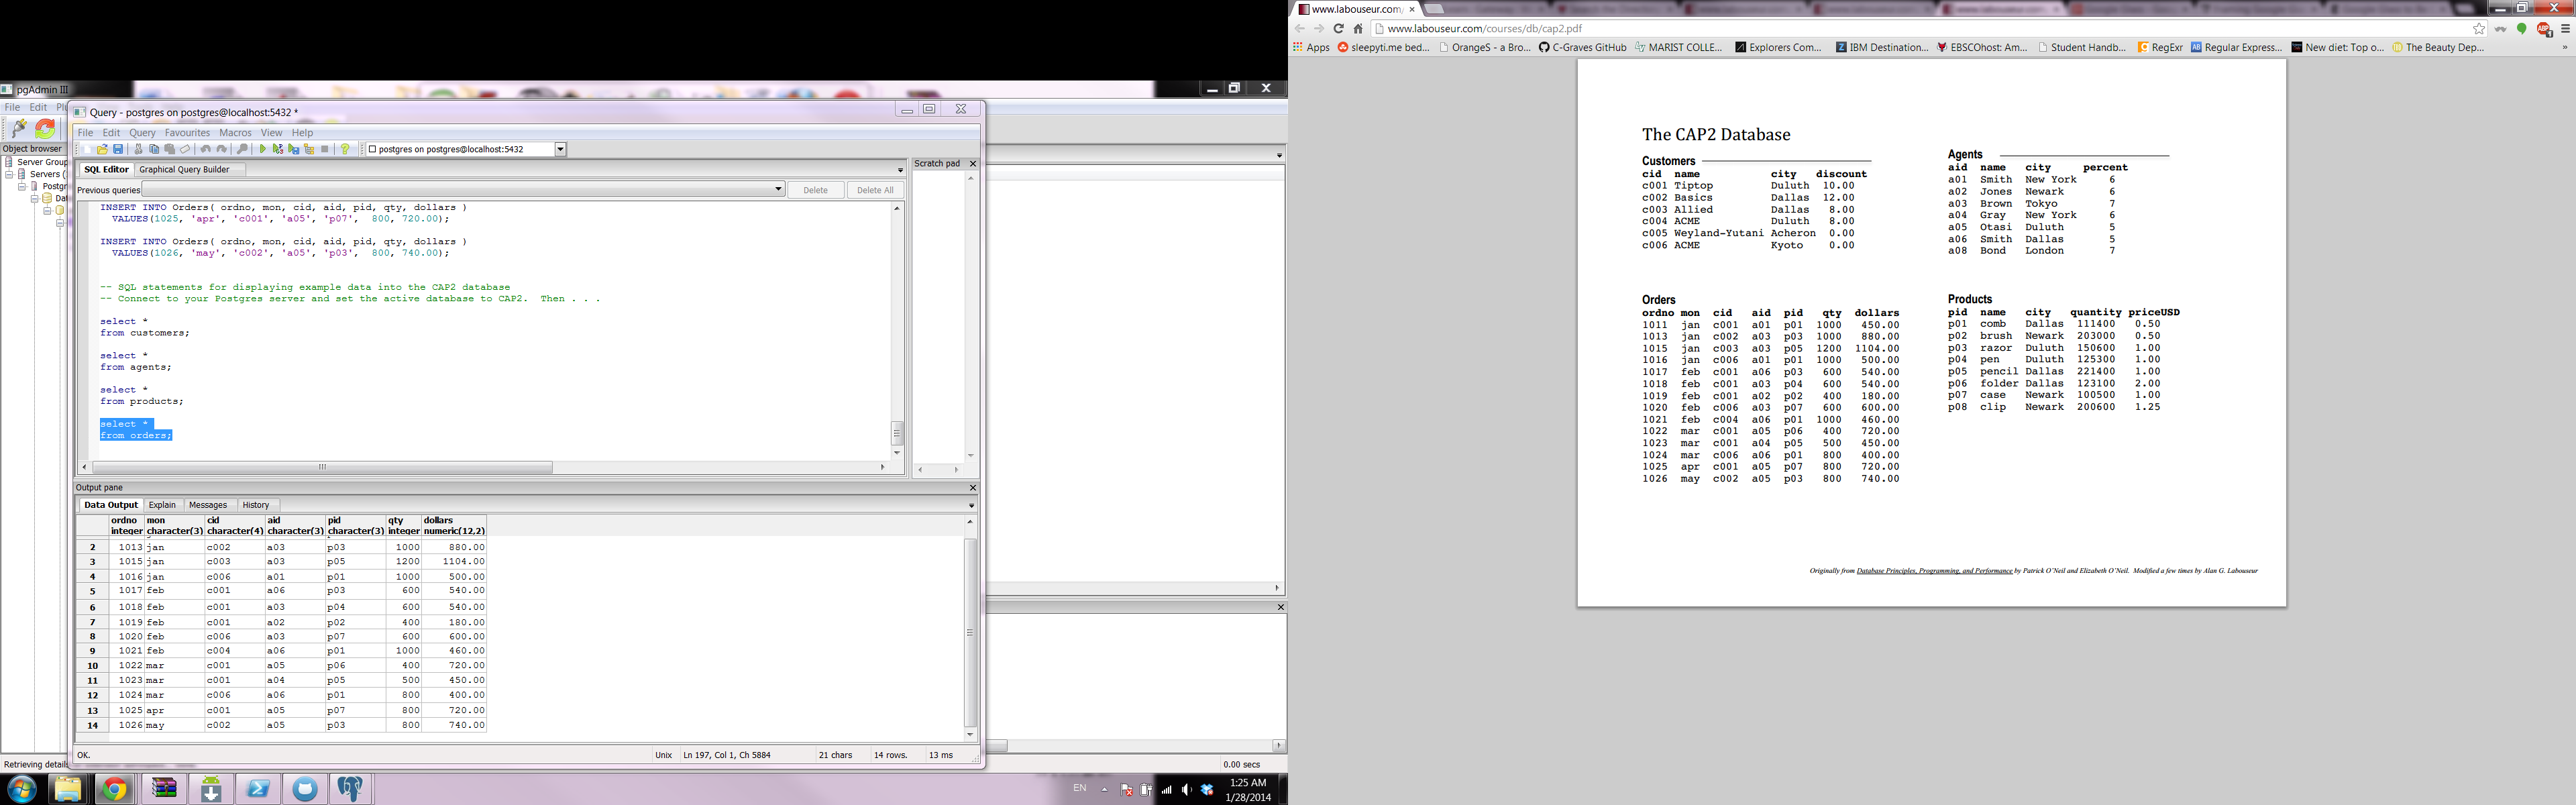 pgAdmin III
File Edit
Object browser
Servers
Query - postgres on postgres@localhost:5432 *
File Edit Query Favourites Macros View Help
postgres on postgres@localhost:5432
SQL Editor Graphical Query Builder
Scratch pad
Previous queries Delete Delete All
INSERT INTO Orders( ordno, mon, cid, aid, pid, qty, dollars )
VALUES(1025, 'apr', 'c001', 'a05', 'p07', 800, 720.00);
INSERT INTO Orders( ordno, mon, cid, aid, pid, qty, dollars )
VALUES(1026, 'may', 'c002', 'a05', 'p03', 800, 740.00);
-- SQL statements for displaying example data into the CAP2 database
-- Connect to your Postgres server and set the active database to CAP2. Then . . .
select *
from customers;
select *
from agents;
select *
from products;
select *
from orders;
Output pane
Data Output Explain Messages History
ordno mon cid aid pid qty dollars
integer character(3) character(4) character(3) character(3) integer numeric(12,2)
2 1013 jan c002 a03 p03 1000 880.00
3 1015 jan c003 a03 p05 1200 1104.00
4 1016 jan c006 a01 p01 1000 500.00
5 1017 feb c001 a06 p03 600 540.00
6 1018 feb c001 a03 p04 600 540.00
7 1019 feb c001 a02 p02 400 180.00
8 1020 feb c006 a03 p07 600 600.00
9 1021 feb c004 a06 p01 1000 460.00
10 1022 mar c001 a05 p06 400 720.00
11 1023 mar c001 a04 p05 500 450.00
12 1024 mar c006 a06 p01 800 400.00
13 1025 apr c001 a05 p07 800 720.00
14 1026 may c002 a05 p03 800 740.00
OK. Unix Ln 197, Col 1, Ch 5884 21 chars 14 rows. 13 ms
Retrieving details
0.00 secs
EN
1:25 AM
1/28/2014
www.labouseur.com/
www.labouseur.com/courses/db/cap2.pdf
Apps sleepyti.me bed... OrangeS - a Bro... C-Graves GitHub MARIST COLLE... Explorers Com... IBM Destination... EBSCOhost: Am... Student Handb... RegExr Regular Express... New diet: Top o... The Beauty Dep... »
The CAP2 Database
Customers
cid name city discount
c001 Tiptop Duluth 10.00
c002 Basics Dallas 12.00
c003 Allied Dallas 8.00
c004 ACME Duluth 8.00
c005 Weyland-Yutani Acheron 0.00
c006 ACME Kyoto 0.00
Agents
aid name city percent
a01 Smith New York 6
a02 Jones Newark 6
a03 Brown Tokyo 7
a04 Gray New York 6
a05 Otasi Duluth 5
a06 Smith Dallas 5
a08 Bond London 7
Orders
ordno mon cid aid pid qty dollars
1011 jan c001 a01 p01 1000 450.00
1013 jan c002 a03 p03 1000 880.00
1015 jan c003 a03 p05 1200 1104.00
1016 jan c006 a01 p01 1000 500.00
1017 feb c001 a06 p03 600 540.00
1018 feb c001 a03 p04 600 540.00
1019 feb c001 a02 p02 400 180.00
1020 feb c006 a03 p07 600 600.00
1021 feb c004 a06 p01 1000 460.00
1022 mar c001 a05 p06 400 720.00
1023 mar c001 a04 p05 500 450.00
1024 mar c006 a06 p01 800 400.00
1025 apr c001 a05 p07 800 720.00
1026 may c002 a05 p03 800 740.00
Products
pid name city quantity priceUSD
p01 comb Dallas 111400 0.50
p02 brush Newark 203000 0.50
p03 razor Duluth 150600 1.00
p04 pen Duluth 125300 1.00
p05 pencil Dallas 221400 1.00
p06 folder Dallas 123100 2.00
p07 case Newark 100500 1.00
p08 clip Newark 200600 1.25
Originally from Database Principles, Programming, and Performance by Patrick O'Neil and Elizabeth O'Neil. Modified a few times by Alan G. Labouseur